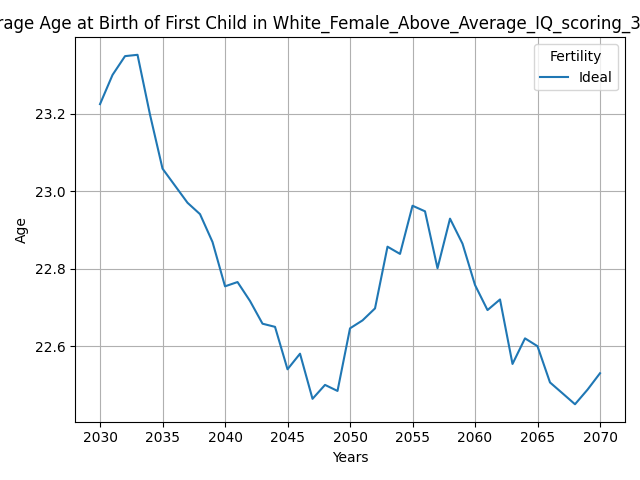 rage Age at Birth of First Child in White_Female_Above_Average_IQ_scoring_3
Fertility
Ideal
23.2
23.0
22.8
22.6
Age
2030 2035 2040 2045 2050 2055 2060 2065 2070
Years